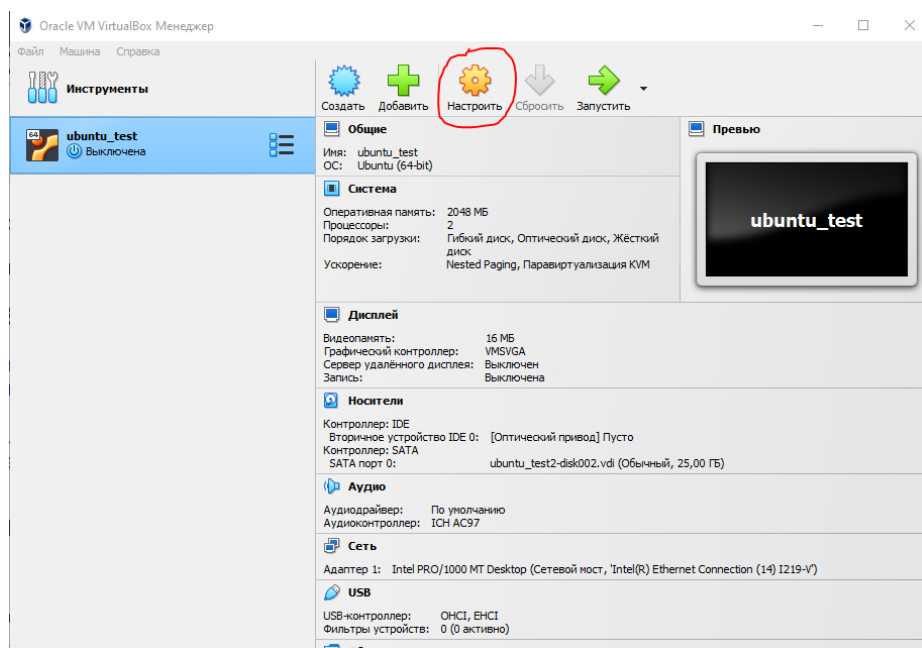 Oracle VM VirtualBox Менеджер
Файл Машина Справка
Инструменты
Создать Добавить Настроить Сбросить Запустить
64
ubuntu_test
Выключена
Общие
Имя: ubuntu_test
ОС: Ubuntu (64-bit)
Превью
ubuntu_test
Система
Оперативная память: 2048 МБ
Процессоры: 2
Порядок загрузки: Гибкий диск, Оптический диск, Жёсткий
диск
Ускорение: Nested Paging, Паравиртуализация KVM
Дисплей
Видеопамять: 16 МБ
Графический контроллер: VMSVGA
Сервер удалённого дисплея: Выключен
Запись: Выключена
Носители
Контроллер: IDE
Вторичное устройство IDE 0: [Оптический привод] Пусто
Контроллер: SATA
SATA порт 0: ubuntu_test2-disk002.vdi (Обычный, 25,00 ГБ)
Аудио
Аудиодрайвер: По умолчанию
Аудиоконтроллер: ICH AC97
Сеть
Адаптер 1: Intel PRO/1000 MT Desktop (Сетевой мост, 'Intel(R) Ethernet Connection (14) I219-V')
USB
USB-контроллер: OHCI, EHCI
Фильтры устройств: 0 (0 активно)